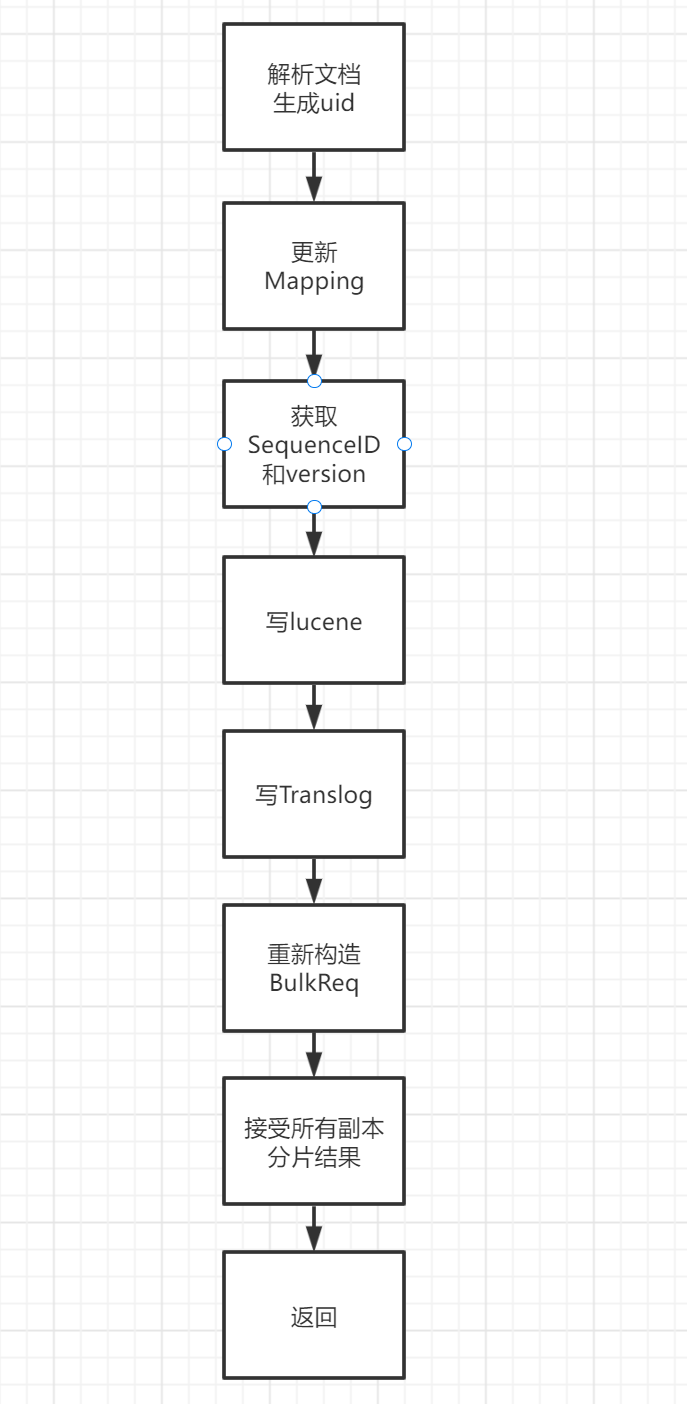 解析文档
生成uid
更新
Mapping
获取
SequenceID
和version
写lucene
写Translog
重新构造
BulkReq
接受所有副本
分片结果
返回